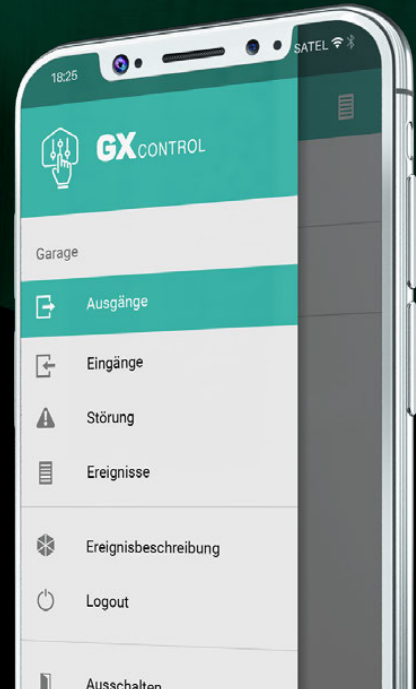 18:25
SATEL
GX CONTROL
Garage
Ausgänge
Eingänge
Störung
Ereignisse
Ereignisbeschreibung
Logout
Ausschalten